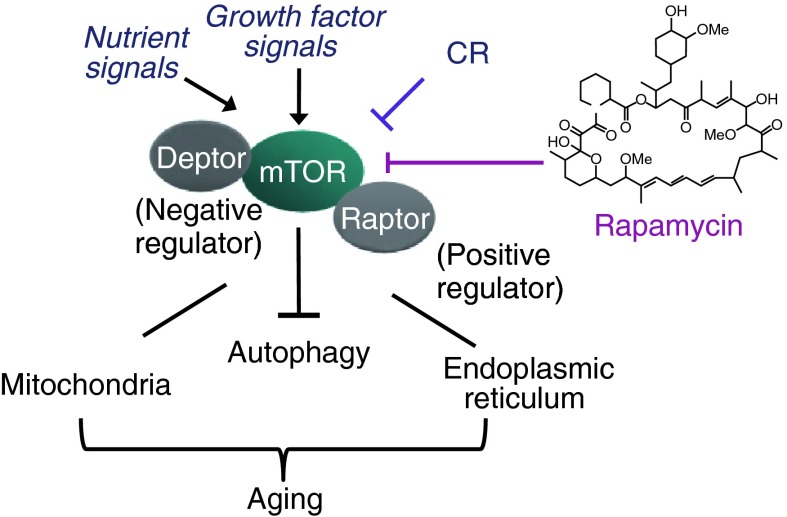 Nutrient
signals
Growth factor
signals
CR
OH
OMe
O
O
OH
MeO
O
O
O
O
O
HO
O
OMe
Rapamycin
Deptor
mTOR
Raptor
(Negative
regulator)
(Positive
regulator)
Autophagy
Mitochondria
Endoplasmic
reticulum
Aging